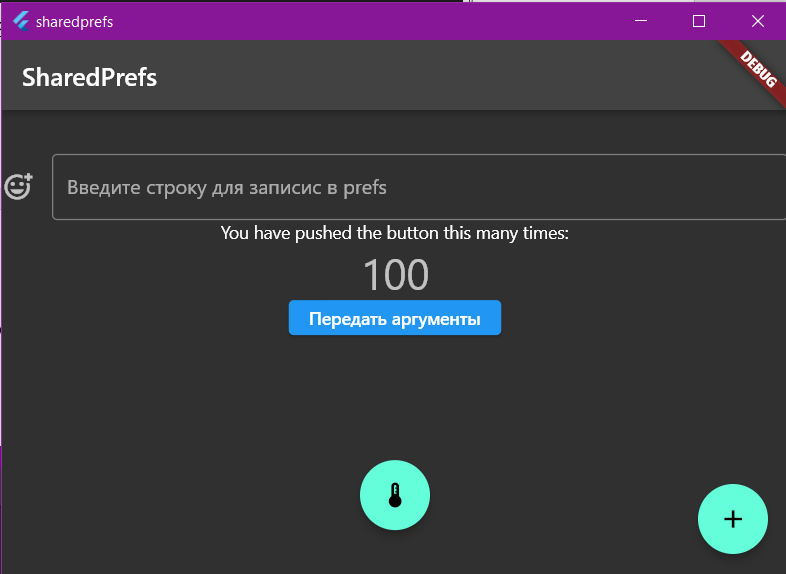 sharedprefs
SharedPrefs
DEBUG
Введите строку для записис в prefs
You have pushed the button this many times:
100
Передать аргументы